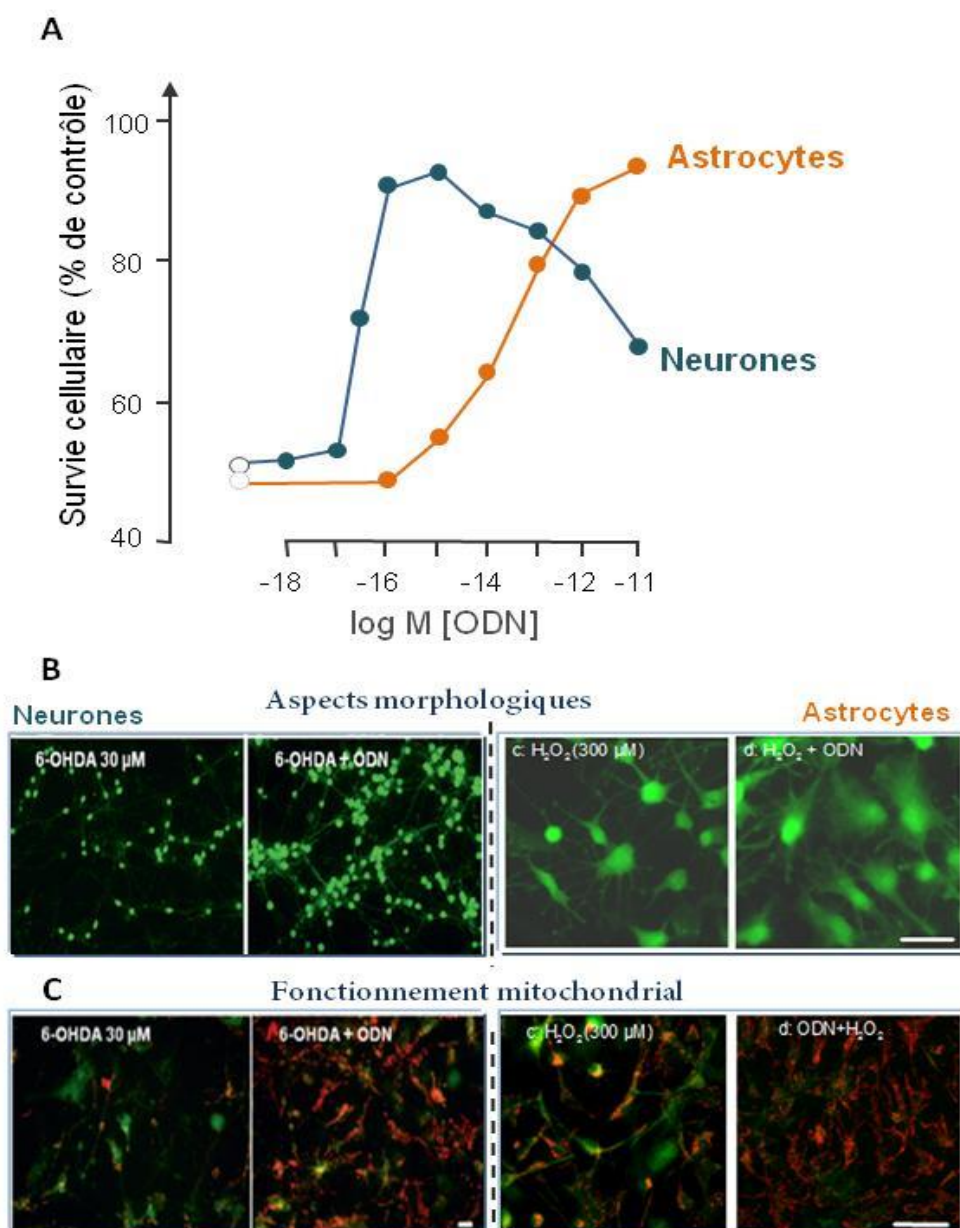 A
Survie cellulaire (% de contrôle)
100
80
60
40
Astrocytes
Neurones
-18 -16 -14 -12 -11
log M [ODN]
B
Aspects morphologiques
Neurones
Astrocytes
6-OHDA 30 µM
6-OHDA + ODN
c: H₂O₂ (300 µM)
d: H₂O₂ + ODN
C
Fonctionnement mitochondrial
6-OHDA 30 µM
6-OHDA + ODN
c: H₂O₂ (300 µM)
d: ODN+H₂O₂